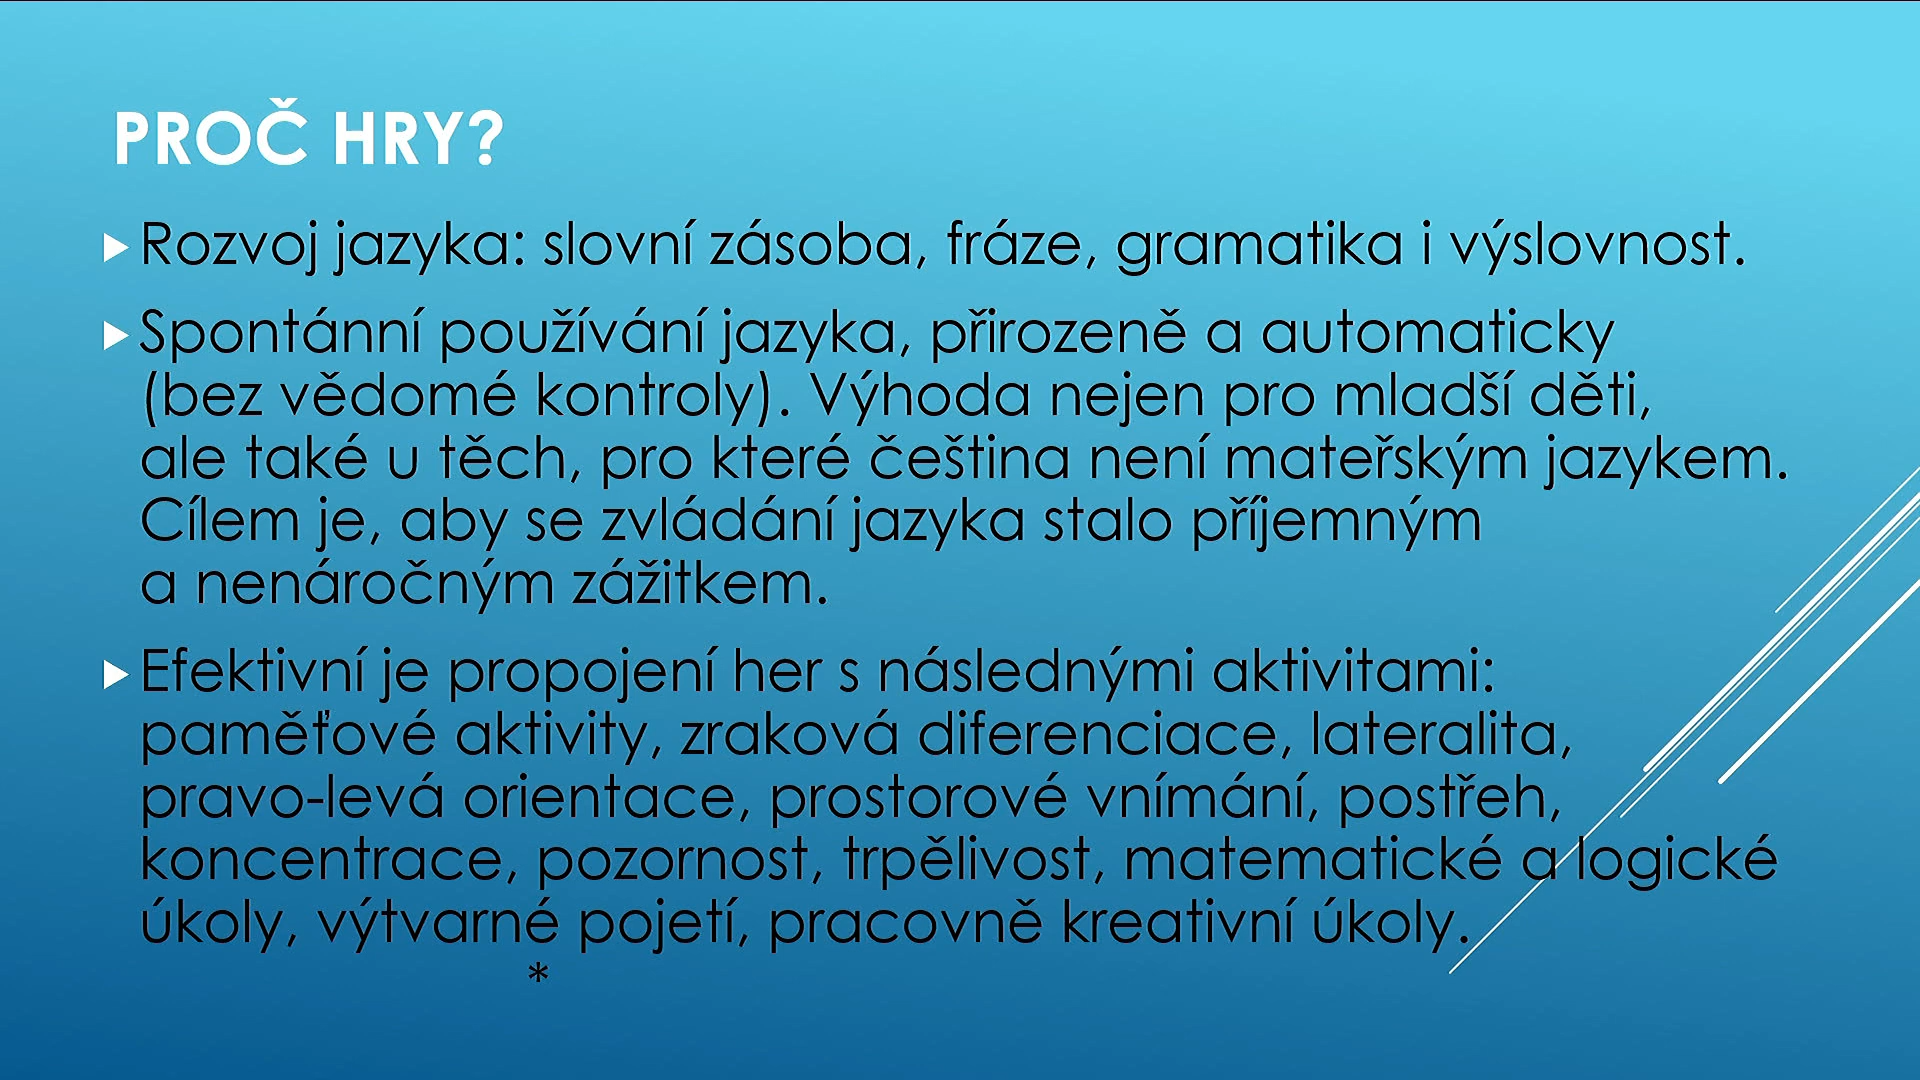 PROČ HRY?
Rozvoj jazyka: slovní zásoba, fráze, gramatika i výslovnost.
Spontánní používání jazyka, přirozeně a automaticky
(bez vědomé kontroly). Výhoda nejen pro mladší děti,
ale také u těch, pro které čeština není mateřským jazykem.
Cílem je, aby se zvládání jazyka stalo příjemným
a nenáročným zážitkem.
Efektivní je propojení her s následnými aktivitami:
paměťové aktivity, zraková diferenciace, lateralita,
pravo-levá orientace, prostorové vnímání, postřeh,
koncentrace, pozornost, trpělivost, matematické a logické
úkoly, výtvarné pojetí, pracovně kreativní úkoly.
*